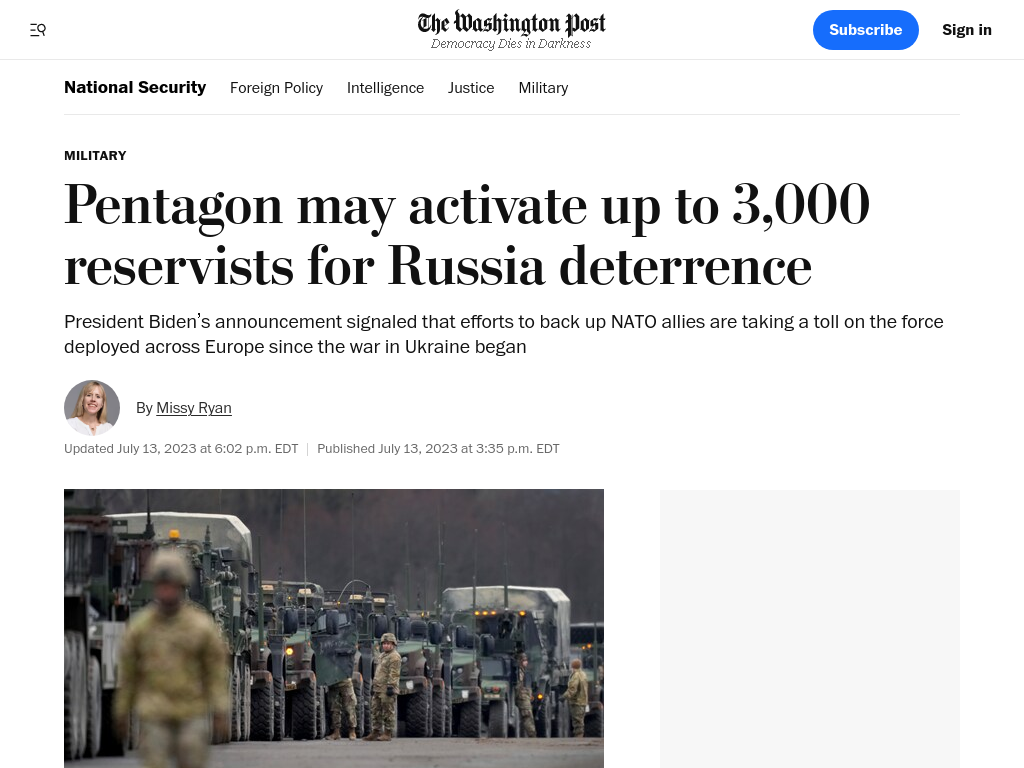 The Washington Post
Democracy Dies in Darkness
Subscribe
Sign in
National Security
Foreign Policy
Intelligence
Justice
Military
MILITARY
Pentagon may activate up to 3,000
reservists for Russia deterrence
President Biden’s announcement signaled that efforts to back up NATO allies are taking a toll on the force
deployed across Europe since the war in Ukraine began
By Missy Ryan
Updated July 13, 2023 at 6:02 p.m. EDT | Published July 13, 2023 at 3:35 p.m. EDT